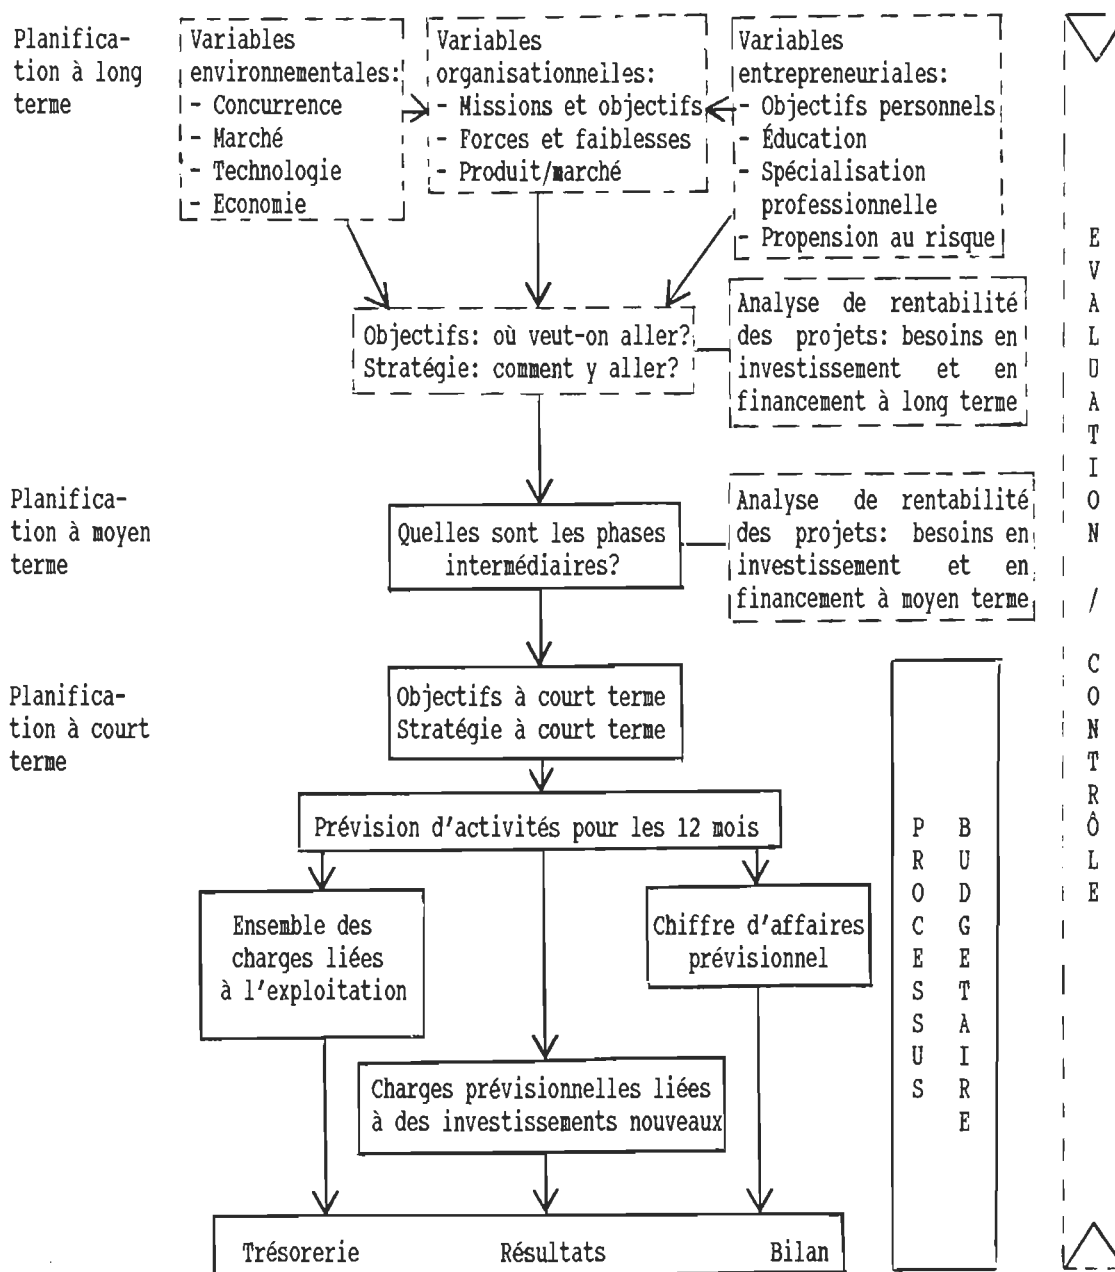 Planifica-
tion à long
terme
Variables
environnementales:
- Concurrence
- Marché
- Technologie
- Economie
Variables
organisationnelles:
- Missions et objectifs
- Forces et faiblesses
- Produit/marché
Variables
entrepreneuriales:
- Objectifs personnels
- Éducation
- Spécialisation
professionnelle
- Propension au risque
Objectifs: où veut-on aller?
Stratégie: comment y aller?
Analyse de rentabilité
des projets: besoins en
investissement et en
financement à long terme
Planifica-
tion à moyen
terme
Quelles sont les phases
intermédiaires?
Analyse de rentabilité
des projets: besoins en
investissement et en
financement à moyen terme
Planifica-
tion à court
terme
Objectifs à court terme
Stratégie à court terme
Prévision d'activités pour les 12 mois
Ensemble des
charges liées
à l'exploitation
Chiffre d'affaires
prévisionnel
Charges prévisionnelles liées
à des investissements nouveaux
Trésorerie Résultats Bilan
PROCESSUS
BUDGETAIRE
EVALUATION / CONTRÔLE